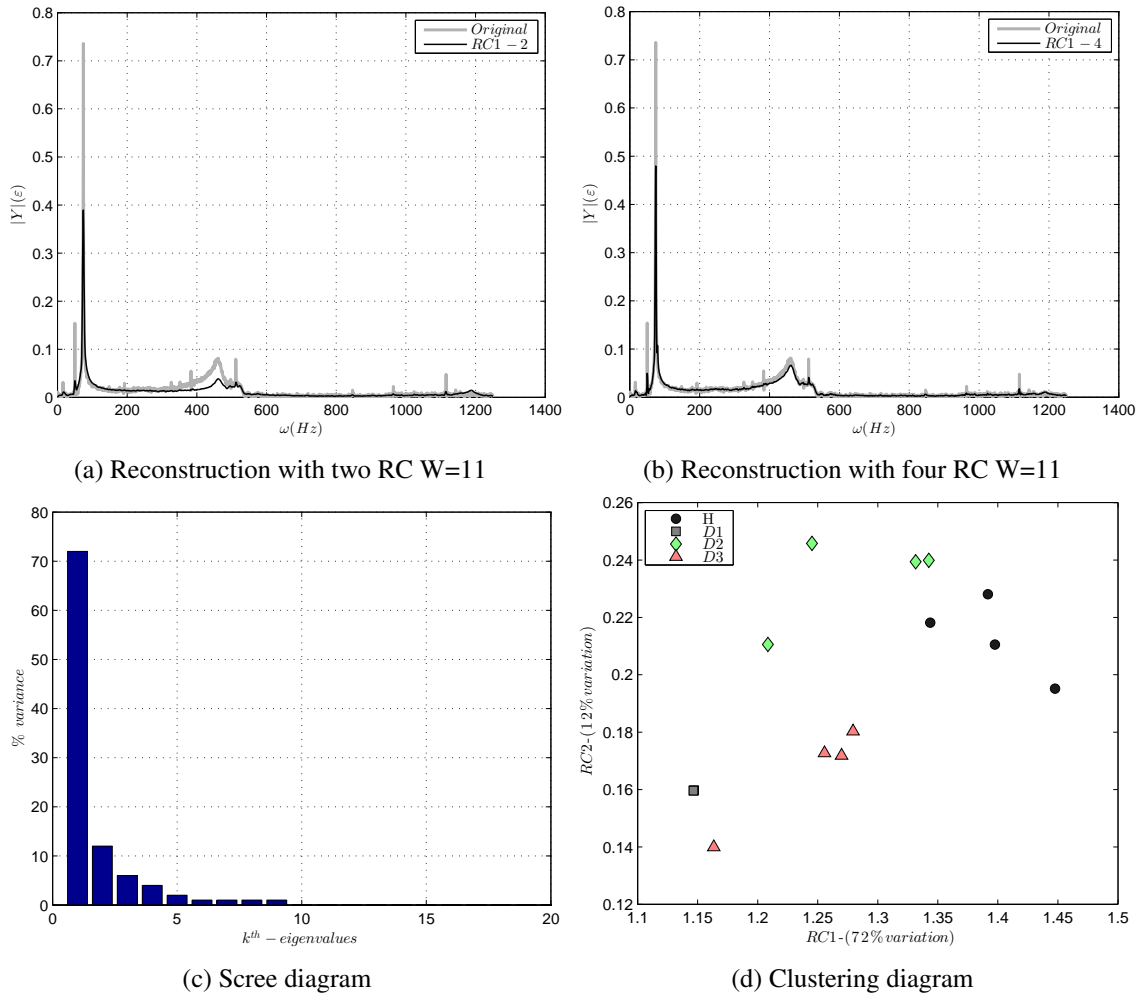 0.8
0.7
0.6
0.5
0.4
0.3
0.2
0.1
0
|Y|(ε)
Original
RC1 − 2
0 200 400 600 800 1000 1200 1400
ω(Hz)
(a) Reconstruction with two RC W=11
0.8
0.7
0.6
0.5
0.4
0.3
0.2
0.1
0
|Y|(ε)
Original
RC1 − 4
0 200 400 600 800 1000 1200 1400
ω(Hz)
(b) Reconstruction with four RC W=11
80
70
60
50
40
30
20
10
0
% variance
0 5 10 15 20
kth − eigenvalues
(c) Scree diagram
0.26
0.24
0.22
0.2
0.18
0.16
0.14
0.12
RC2-(12%variation)
H
D1
D2
D3
1.1 1.15 1.2 1.25 1.3 1.35 1.4 1.45 1.5
RC1-(72%variation)
(d) Clustering diagram